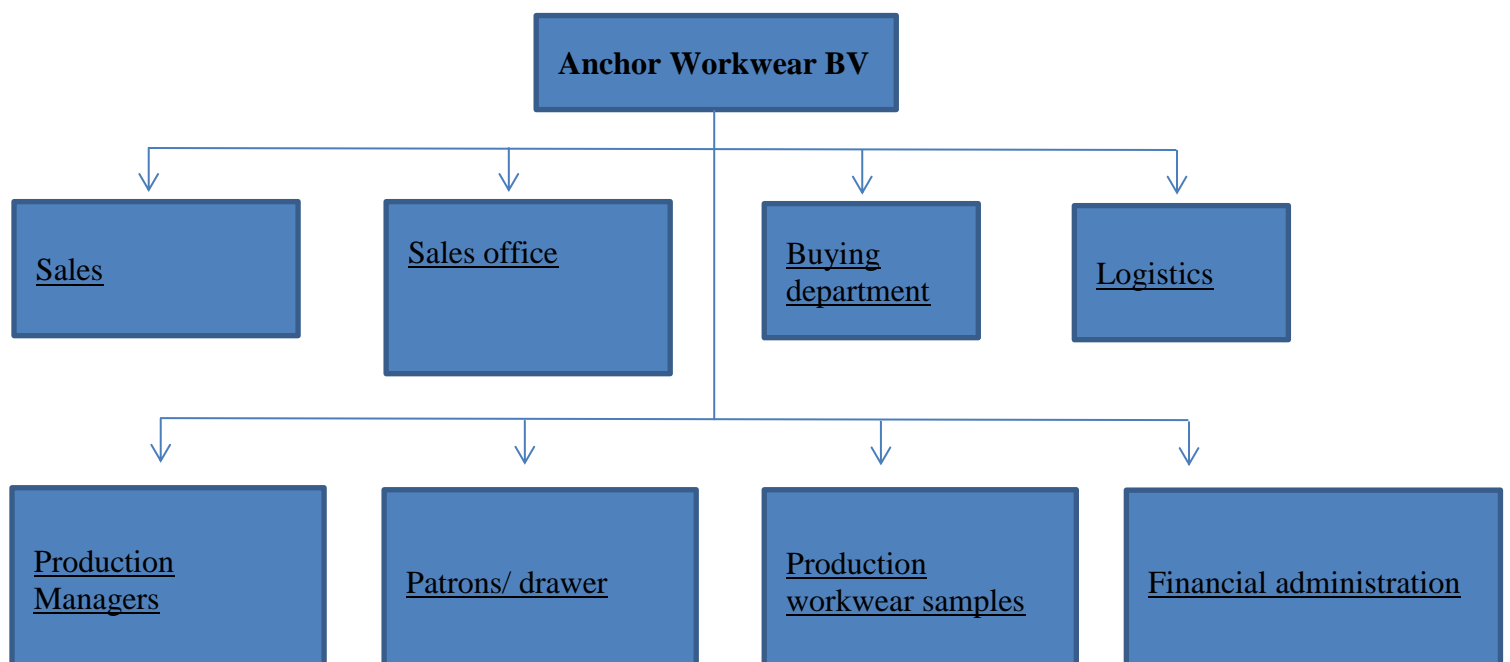 Anchor Workwear BV
Sales
Sales office
Buying
department
Logistics
Production
Managers
Patrons/ drawer
Production
workwear samples
Financial administration